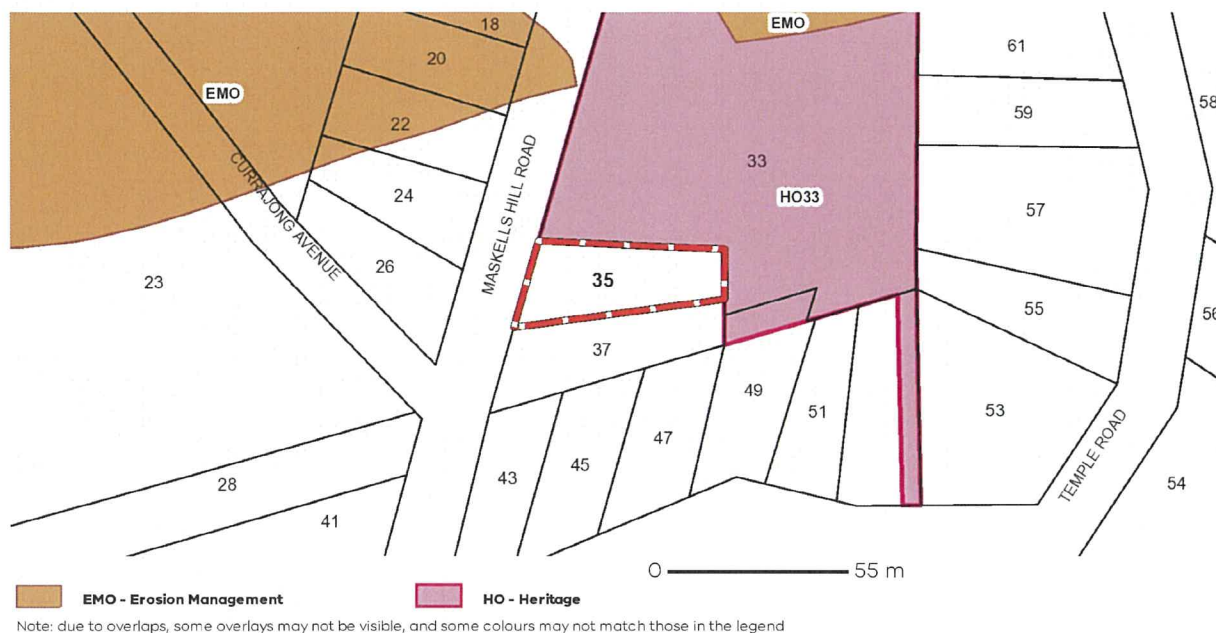 18
EMO
61
20
58
EMO
22
59
33
CURRAJONG AVENUE
MASKELLS HILL ROAD
24
HO33
57
26
23
35
55
56
37
49
51
53
47
TEMPLE ROAD
43
45
54
28
41
0 55 m
EMO - Erosion Management HO - Heritage
Note: due to overlaps, some overlays may not be visible, and some colours may not match those in the legend